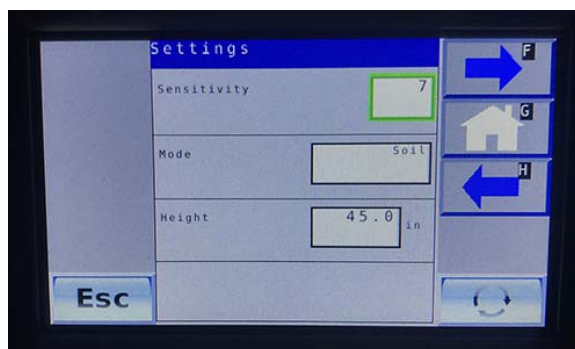 Settings
F
Sensitivity 7
G
Mode Soil
H
Height 45.0 in
Esc